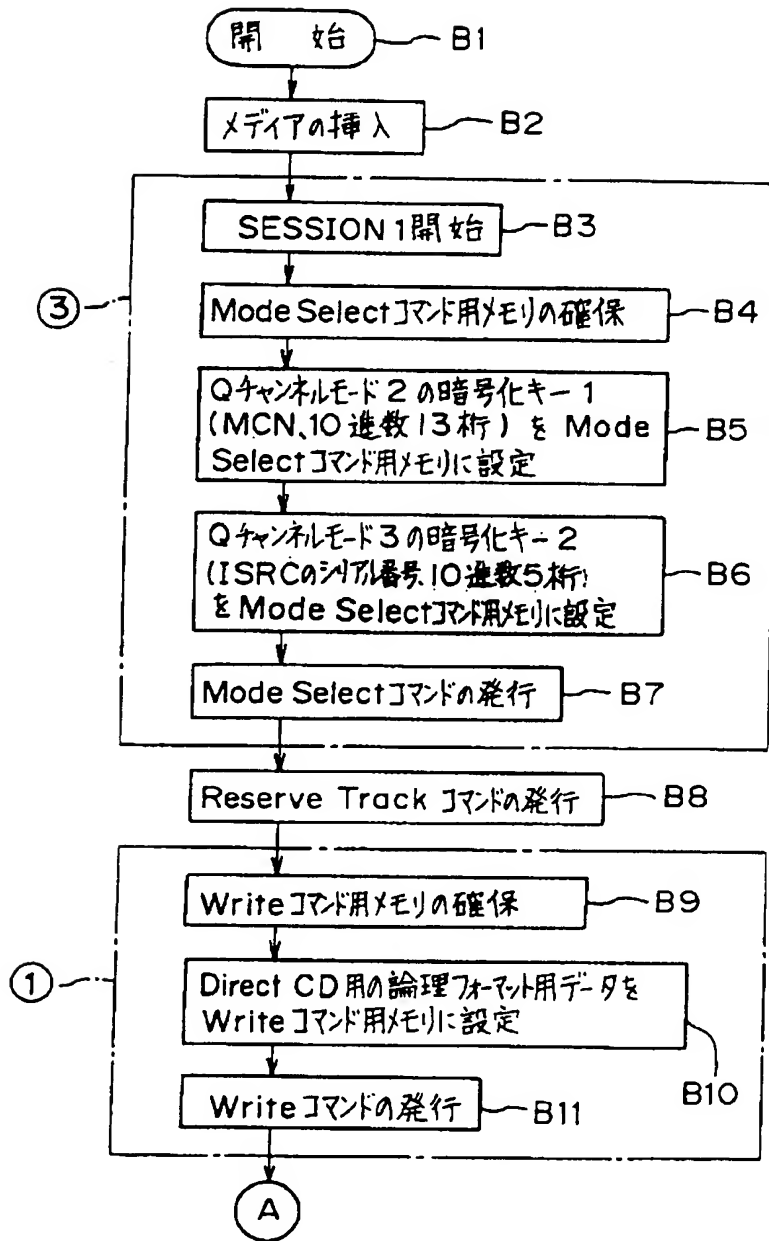 開 始
B1
メディアの挿入
B2
SESSION 1開始
B3
③
Mode Selectコマンド用メモリの確保
B4
Qチャンネルモード2の暗号化キー1
(MCN、10進数13桁)をMode
Selectコマンド用メモリに設定
B5
Qチャンネルモード3の暗号化キー2
(ISRCのシリアル番号、10進数5桁)
をMode Selectコマンド用メモリに設定
B6
Mode Selectコマンドの発行
B7
Reserve Track コマンドの発行
B8
Writeコマンド用メモリの確保
B9
①
Direct CD用の論理フォーマット用データを
Writeコマンド用メモリに設定
B10
Writeコマンドの発行
B11
A